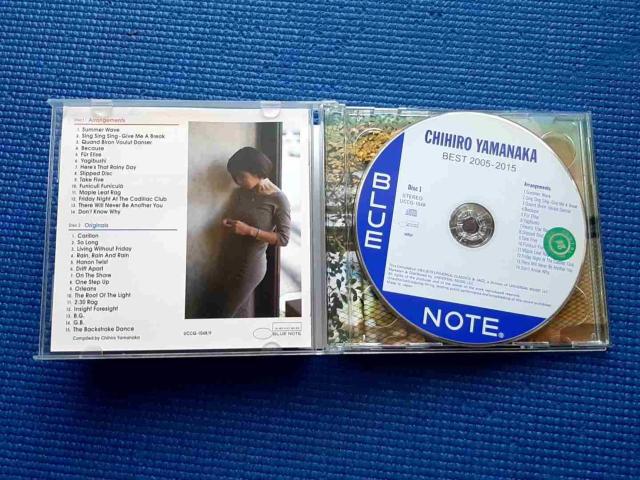 Disc 1 Arrangements
1. Summer Wave
2. Sing Sing Sing - Give Me A Break
3. Quand Biron Voulut Danser
4. Because
5. Für Elise
6. Yagibushi
7. Here's That Rainy Day
8. Slipped Disc
9. Take Five
10. Funiculi Funiculà
11. Maple Leaf Rag
12. Friday Night At The Cadillac Club
13. There Will Never Be Another You
14. Don't Know Why
Disc 2 Originals
1. Carillon
2. So Long
3. Living Without Friday
4. Rain, Rain And Rain
5. Hanon Twist
6. Drift Apart
7. On The Shore
8. One Step Up
9. Orleans
10. The Root Of The Light
11. 2:30 Rag
12. Insight Foresight
13. B.G.
14. G.B.
15. The Backstroke Dance
Compiled by Chihiro Yamanaka
UCCQ-1048/9
BLUE NOTE
CHIHIRO YAMANAKA
BEST 2005-2015
Disc 1
STEREO
UCCQ-1048
Arrangements
BLUE
NOTE®